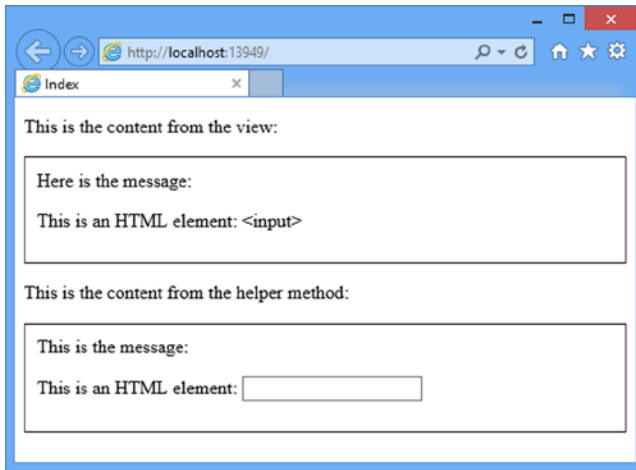 http://localhost:13949/
Index
This is the content from the view:
Here is the message:
This is an HTML element: <input>
This is the content from the helper method:
This is the message:
This is an HTML element: